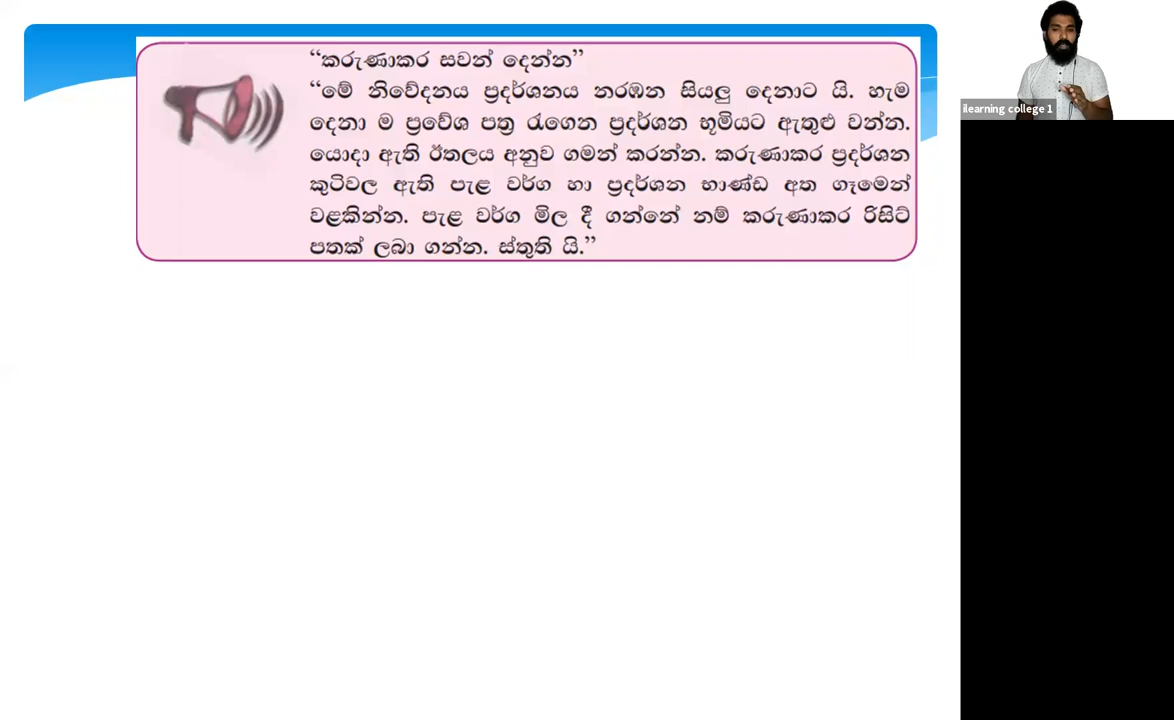 “කරුණාකර සවන් දෙන්න”
“මේ නිවේදනය ප්‍රදර්ශනය නරඹන සියලු දෙනාට යි. හැම
දෙනා ම ප්‍රවේශ පත්‍ර රැගෙන ප්‍රදර්ශන භූමියට ඇතුළු වන්න.
යොදා ඇති ඊතලය අනුව ගමන් කරන්න. කරුණාකර ප්‍රදර්ශන
කුටිවල ඇති පැළ වර්ග හා ප්‍රදර්ශන භාණ්ඩ අත ගෑමෙන්
වළකින්න. පැළ වර්ග මිල දී ගන්නේ නම් කරුණාකර රිසිට්
පතක් ලබා ගන්න. ස්තුති යි.”
ilearning college 1